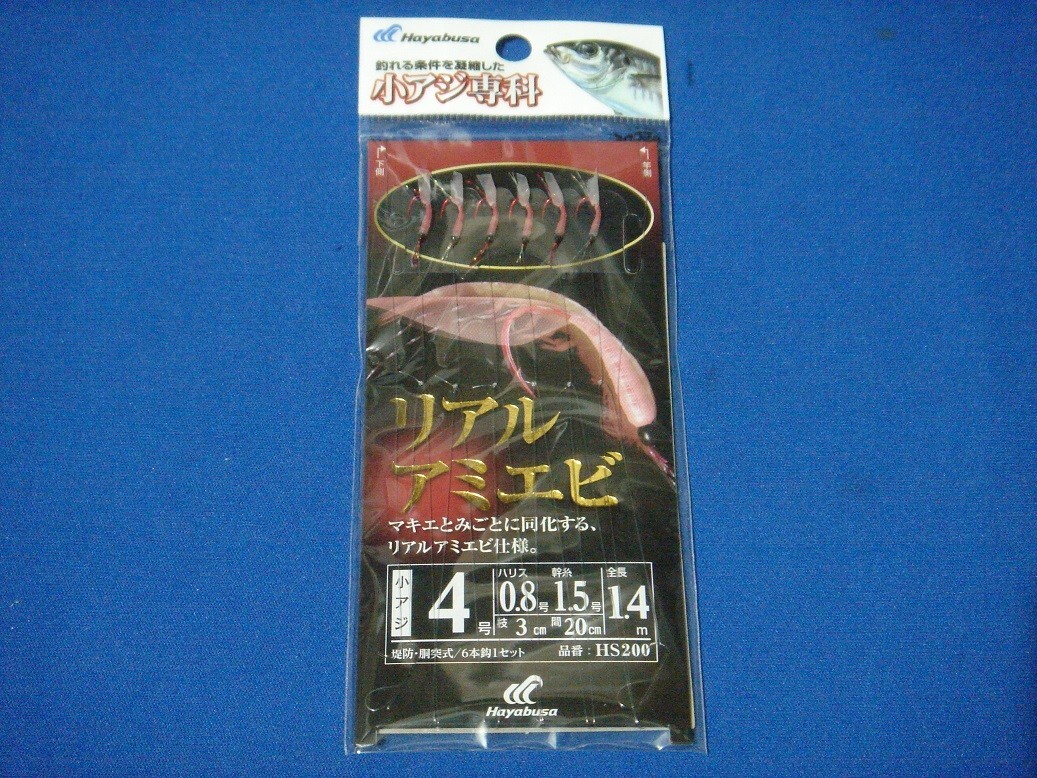 Hayabusa
釣れる条件を凝縮した
小アジ専科
下側
竿側
リアル
アミエビ
マキエとみごとに同化する、
リアルアミエビ仕様。
小アジ 4号
ハリス 0.8号 幹糸 1.5号 全長 1.4m
枝 3cm 間 20cm
堤防・胴突式/6本鈎1セット 品番：HS200
Hayabusa